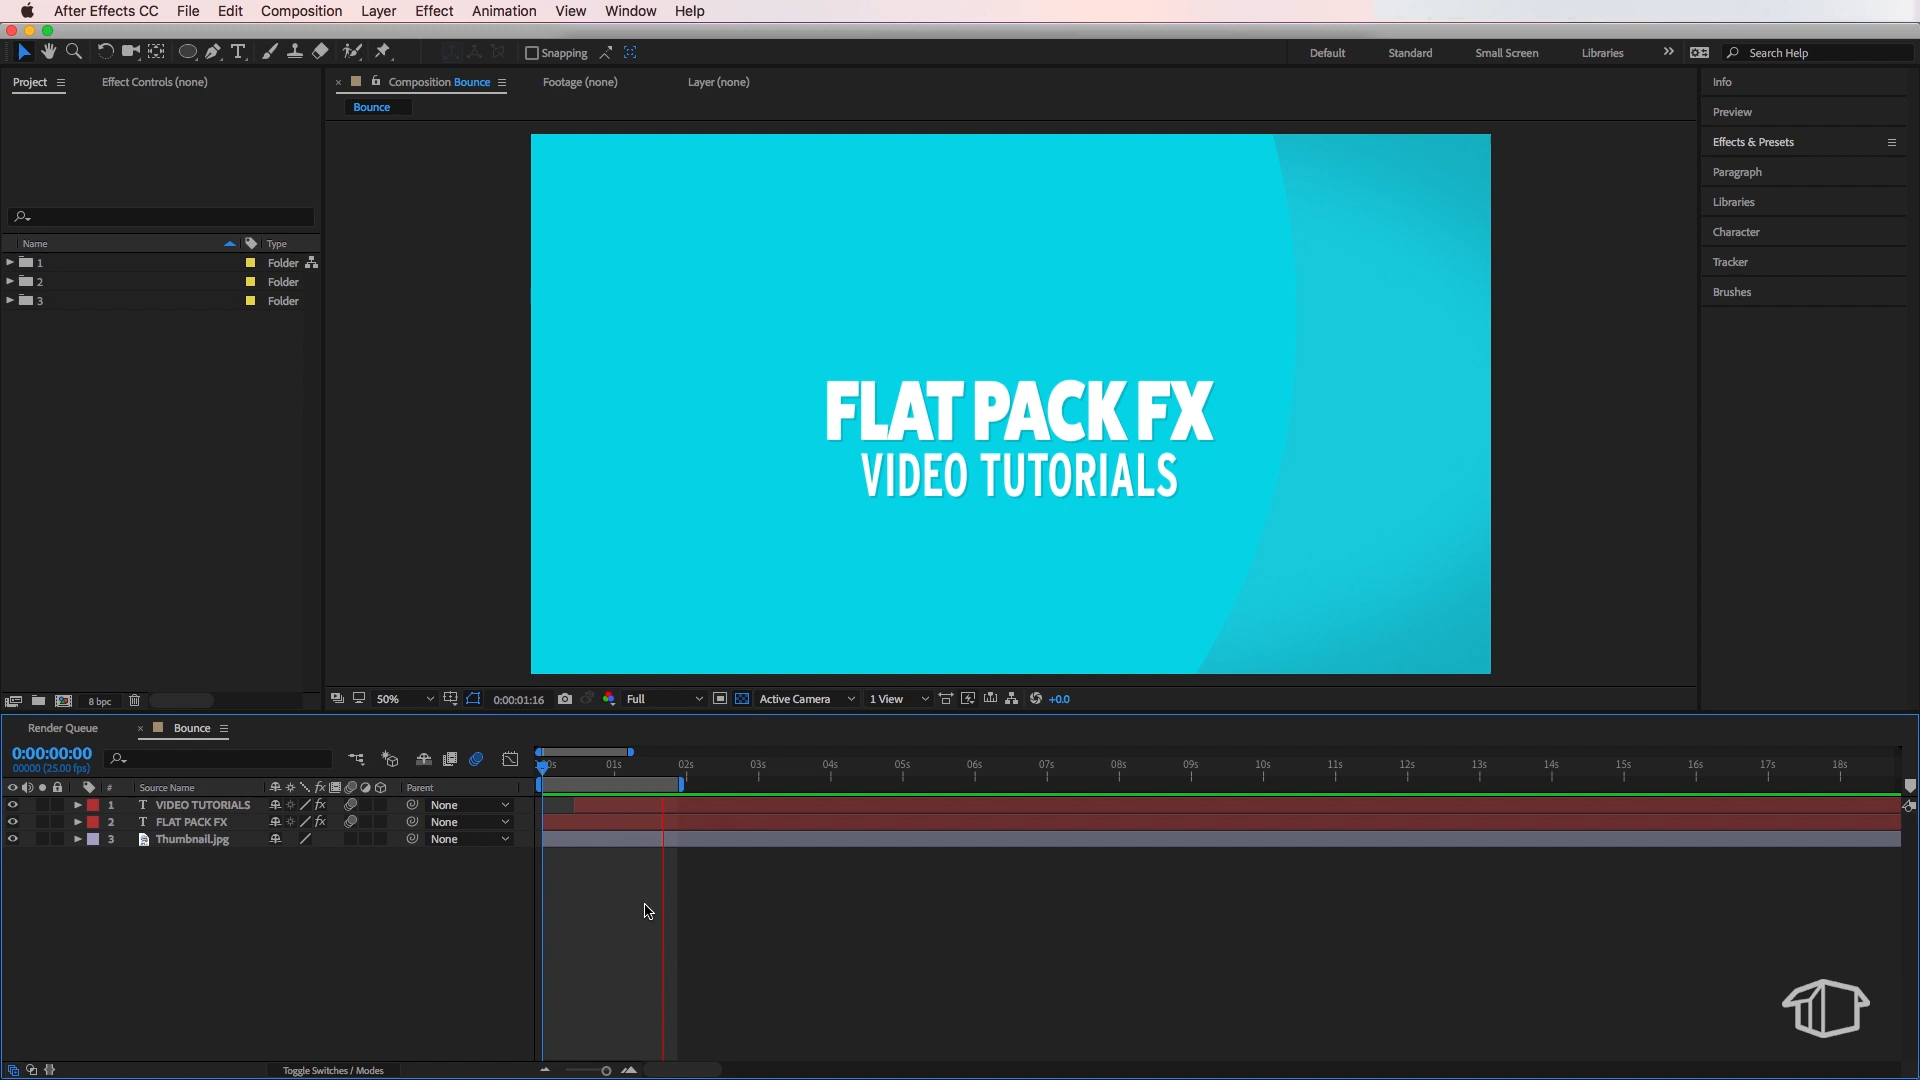 After Effects CC File Edit Composition Layer Effect Animation View Window Help
Snapping
Default Standard Small Screen Libraries Search Help
Project Effect Controls (none)
Composition Bounce Footage (none) Layer (none)
Bounce
Info
Preview
Effects & Presets
Paragraph
Libraries
Character
Tracker
Brushes
Name Type
1 Folder
2 Folder
3 Folder
FLAT PACK FX
VIDEO TUTORIALS
8 bpc
50% 0:00:01:16 Full Active Camera 1 View +0.0
Render Queue Bounce
0:00:00:00
00000 (25.00 fps)
01s 02s 03s 04s 05s 06s 07s 08s 09s 10s 11s 12s 13s 14s 15s 16s 17s 18s
# Source Name fx Parent
1 T VIDEO TUTORIALS fx None
2 T FLAT PACK FX fx None
3 Thumbnail.jpg None
Toggle Switches / Modes